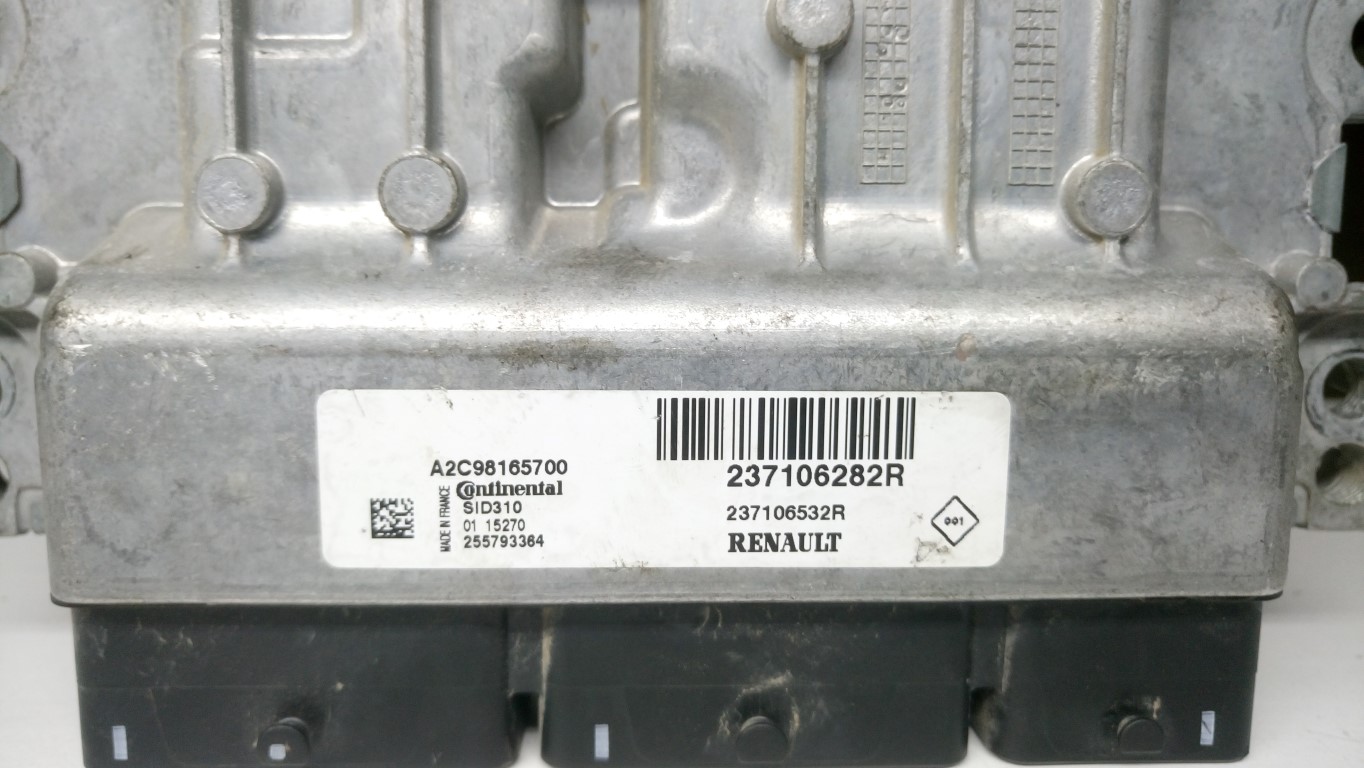 A2C98165700
Continental
SID310
01 15270
255793364
MADE IN FRANCE
237106282R
237106532R
RENAULT
001